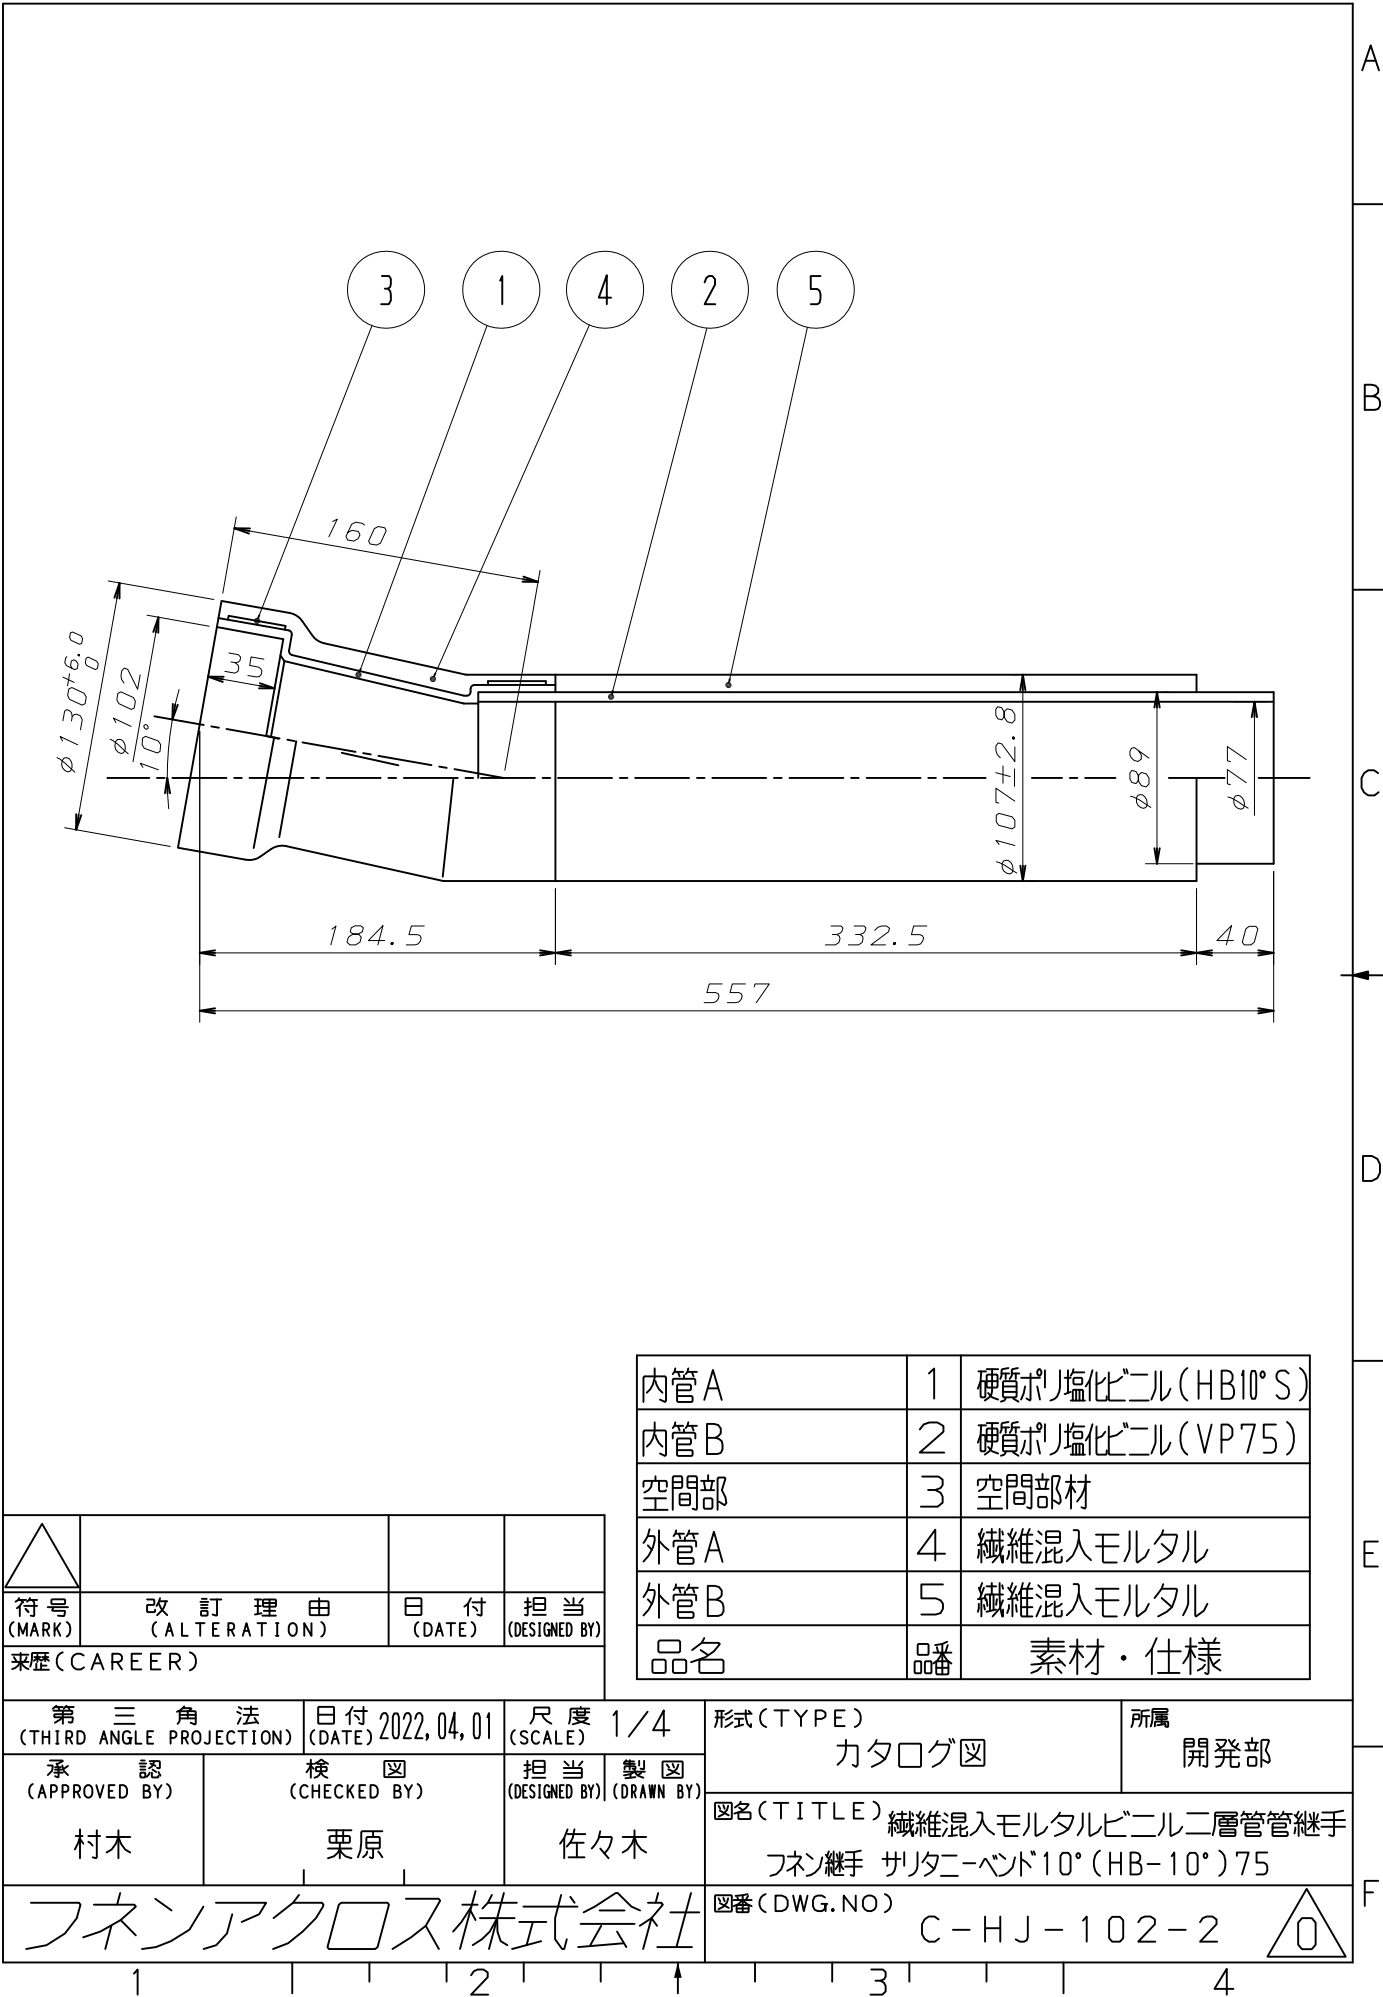 A
B
C
D
E
F
3 1 4 2 5
160
φ130 +6.0 0
φ102
10°
35
φ107±2.8
φ89
φ77
184.5 332.5 40
557
内管A 1 硬質ポリ塩化ビニル(HB10°S)
内管B 2 硬質ポリ塩化ビニル(VP75)
空間部 3 空間部材
外管A 4 繊維混入モルタル
外管B 5 繊維混入モルタル
品名 品番 素材・仕様
符号 改訂理由 日付 担当
(MARK) (ALTERATION) (DATE) (DESIGNED BY)
来歴(CAREER)
第三角法 日付 2022,04,01 尺度 1/4
(THIRD ANGLE PROJECTION) (DATE) (SCALE)
形式(TYPE) 所属
カタログ図 開発部
承認 検図 担当 製図
(APPROVED BY) (CHECKED BY) (DESIGNED BY) (DRAWN BY)
村木 栗原 佐々木
図名(TITLE) 繊維混入モルタルビニル二層管管継手
フネン継手 サリタニーベンド10°(HB-10°)75
フネンアクロス株式会社
図番(DWG.NO) C-HJ-102-2 0
1 2 3 4